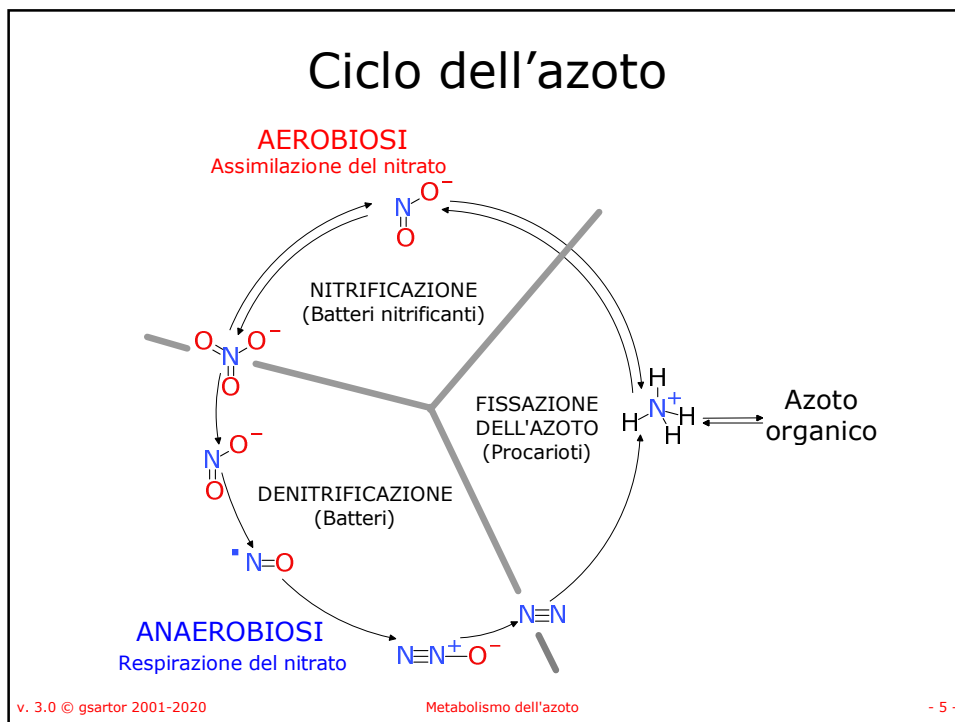 Ciclo dell'azoto
AEROBIOSI
Assimilazione del nitrato
N O−
O
NITRIFICAZIONE
(Batteri nitrificanti)
O N O−
O
H
H N+ H
H
Azoto
organico
FISSAZIONE
DELL'AZOTO
(Procarioti)
N O−
O
DENITRIFICAZIONE
(Batteri)
N=O
N≡N
ANAEROBIOSI
Respirazione del nitrato
N≡N+–O−
v. 3.0 © gsartor 2001-2020
Metabolismo dell'azoto
- 5 -